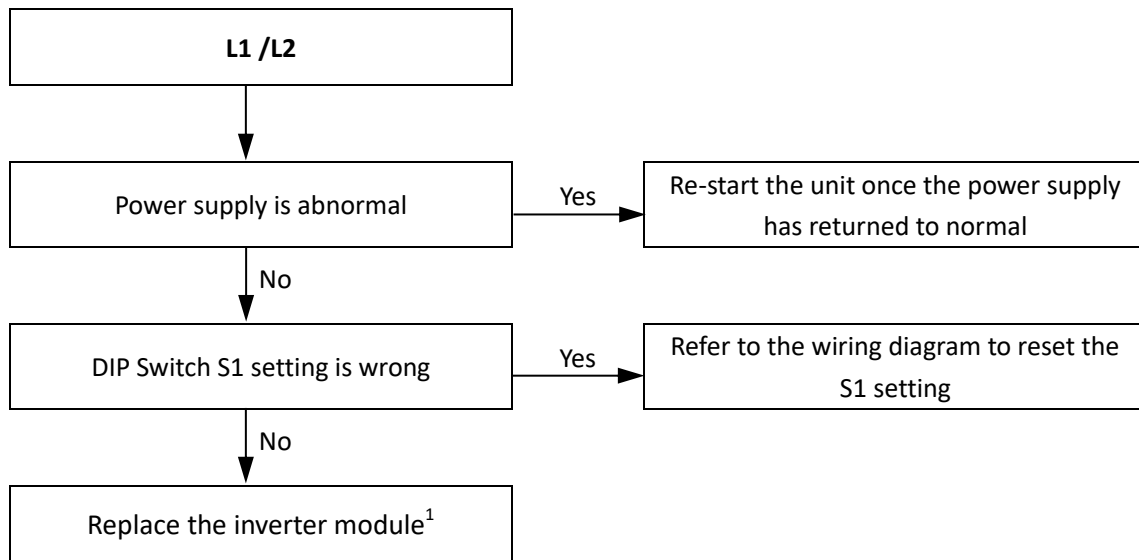 L1 /L2
Power supply is abnormal
Yes
Re-start the unit once the power supply
has returned to normal
No
DIP Switch S1 setting is wrong
Yes
Refer to the wiring diagram to reset the
S1 setting
No
Replace the inverter module1